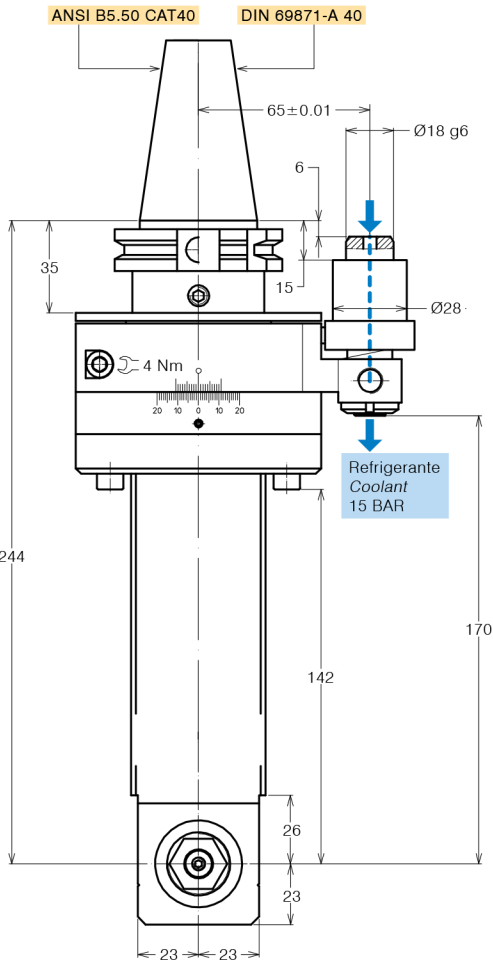 ANSI B5.50 CAT40
DIN 69871-A 40
65±0.01
Ø18 g6
6
35
15
Ø28
4 Nm
20 10 0 10 20
Refrigerante
Coolant
15 BAR
244
170
142
26
23
23 23